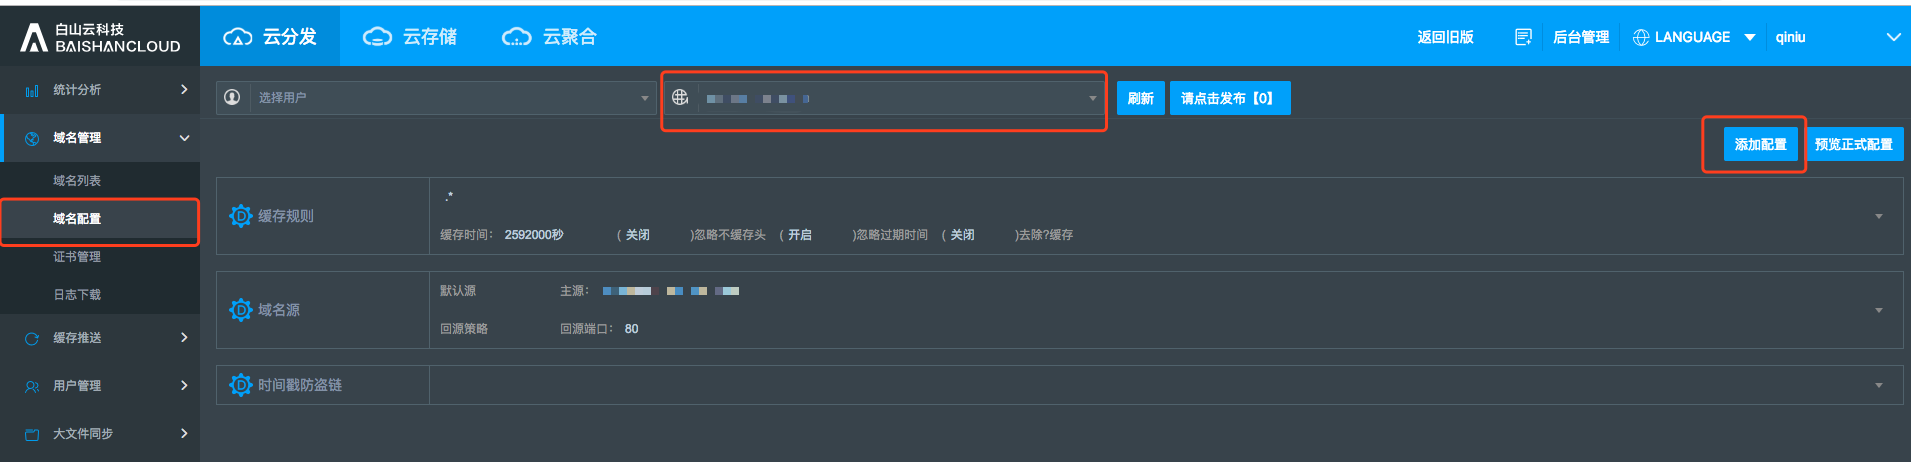 白山云科技
BAISHANCLOUD
云分发
云存储
云聚合
返回旧版
后台管理
LANGUAGE
qiniu
统计分析
域名管理
域名列表
域名配置
证书管理
日志下载
缓存推送
用户管理
大文件同步
选择用户
刷新
请点击发布【0】
添加配置
预览正式配置
缓存规则
.*
缓存时间： 2592000秒 （ 关闭 )忽略不缓存头 （ 开启 )忽略过期时间 （ 关闭 )去除?缓存
域名源
默认源 主源：
回源策略 回源端口： 80
时间戳防盗链